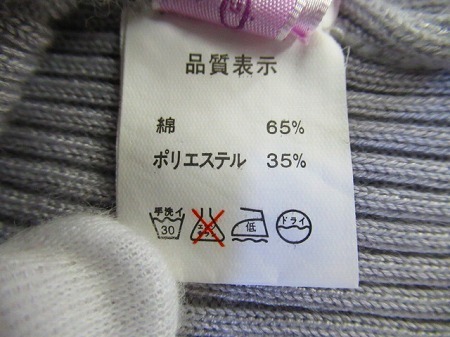 品質表示
綿 65%
ポリエステル 35%
手洗イ 30 エンソサラシ 低 ドライ